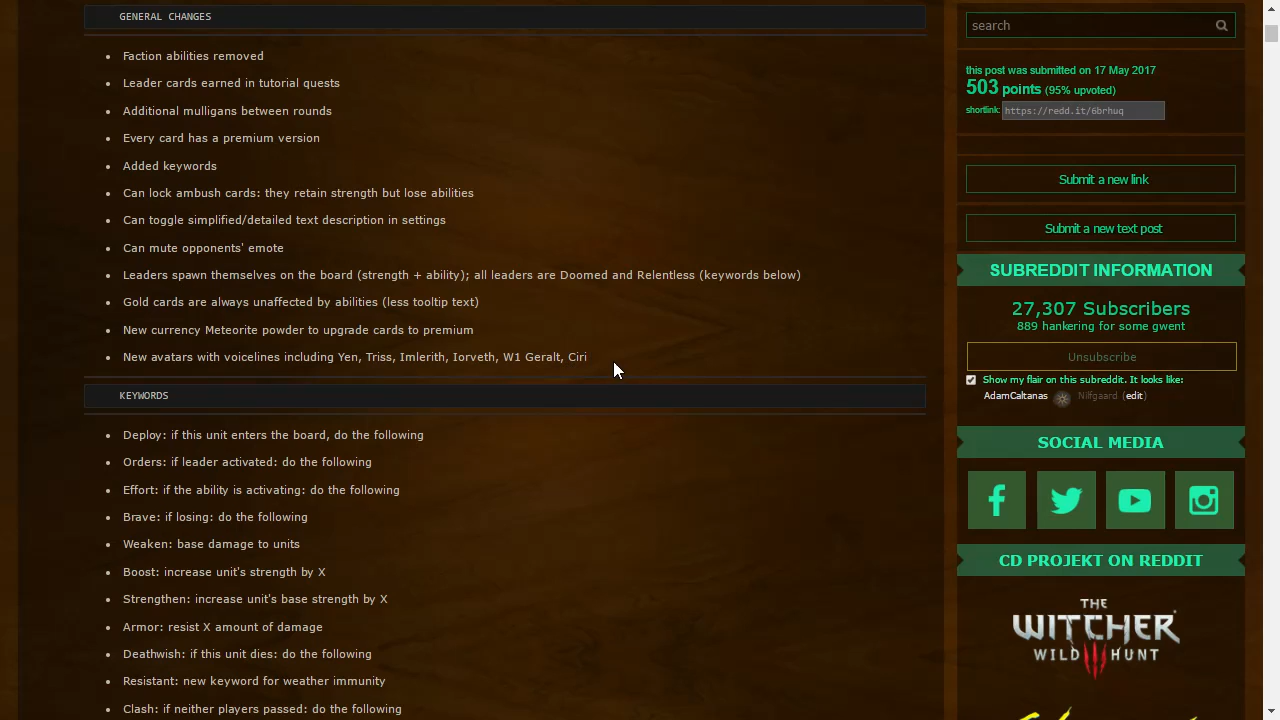 GENERAL CHANGES
Faction abilities removed
Leader cards earned in tutorial quests
Additional mulligans between rounds
Every card has a premium version
Added keywords
Can lock ambush cards: they retain strength but lose abilities
Can toggle simplified/detailed text description in settings
Can mute opponents' emote
Leaders spawn themselves on the board (strength + ability); all leaders are Doomed and Relentless (keywords below)
Gold cards are always unaffected by abilities (less tooltip text)
New currency Meteorite powder to upgrade cards to premium
New avatars with voicelines including Yen, Triss, Imlerith, Iorveth, W1 Geralt, Ciri
KEYWORDS
Deploy: if this unit enters the board, do the following
Orders: if leader activated: do the following
Effort: if the ability is activating: do the following
Brave: if losing: do the following
Weaken: base damage to units
Boost: increase unit's strength by X
Strengthen: increase unit's base strength by X
Armor: resist X amount of damage
Deathwish: if this unit dies: do the following
Resistant: new keyword for weather immunity
Clash: if neither players passed: do the following
search
this post was submitted on 17 May 2017
503 points (95% upvoted)
shortlink: https://redd.it/6brhuq
Submit a new link
Submit a new text post
SUBREDDIT INFORMATION
27,307 Subscribers
889 hankering for some gwent
Unsubscribe
Show my flair on this subreddit. It looks like:
AdamCaltanas Nilfgaard (edit)
SOCIAL MEDIA
CD PROJEKT ON REDDIT
THE
WITCHER
WILD HUNT